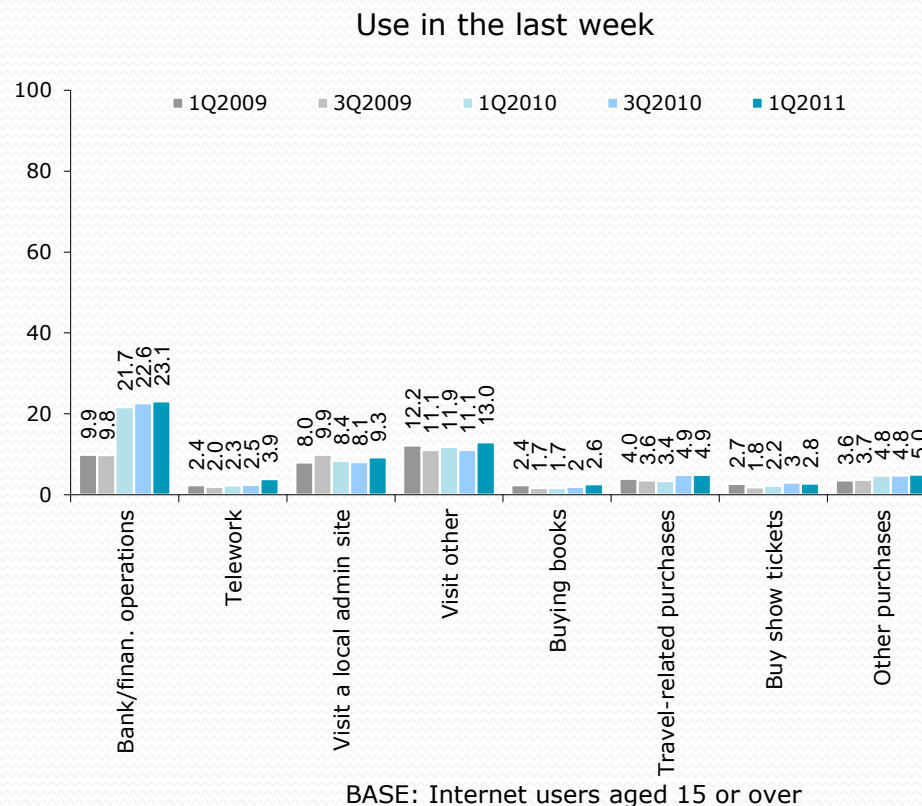 Use in the last week
100
1Q2009 3Q2009 1Q2010 3Q2010 1Q2011
80
60
40
20
0
9.9 9.8 21.7 22.6 23.1
2.4 2.0 2.3 2.5 3.9
8.0 9.9 8.4 8.1 9.3
12.2 11.1 11.9 11.1 13.0
2.4 1.7 1.7 2 2.6
4.0 3.6 3.4 4.9 4.9
2.7 1.8 2.2 3 2.8
3.6 3.7 4.8 4.8 5.0
Bank/finan. operations
Telework
Visit a local admin site
Visit other
Buying books
Travel-related purchases
Buy show tickets
Other purchases
BASE: Internet users aged 15 or over